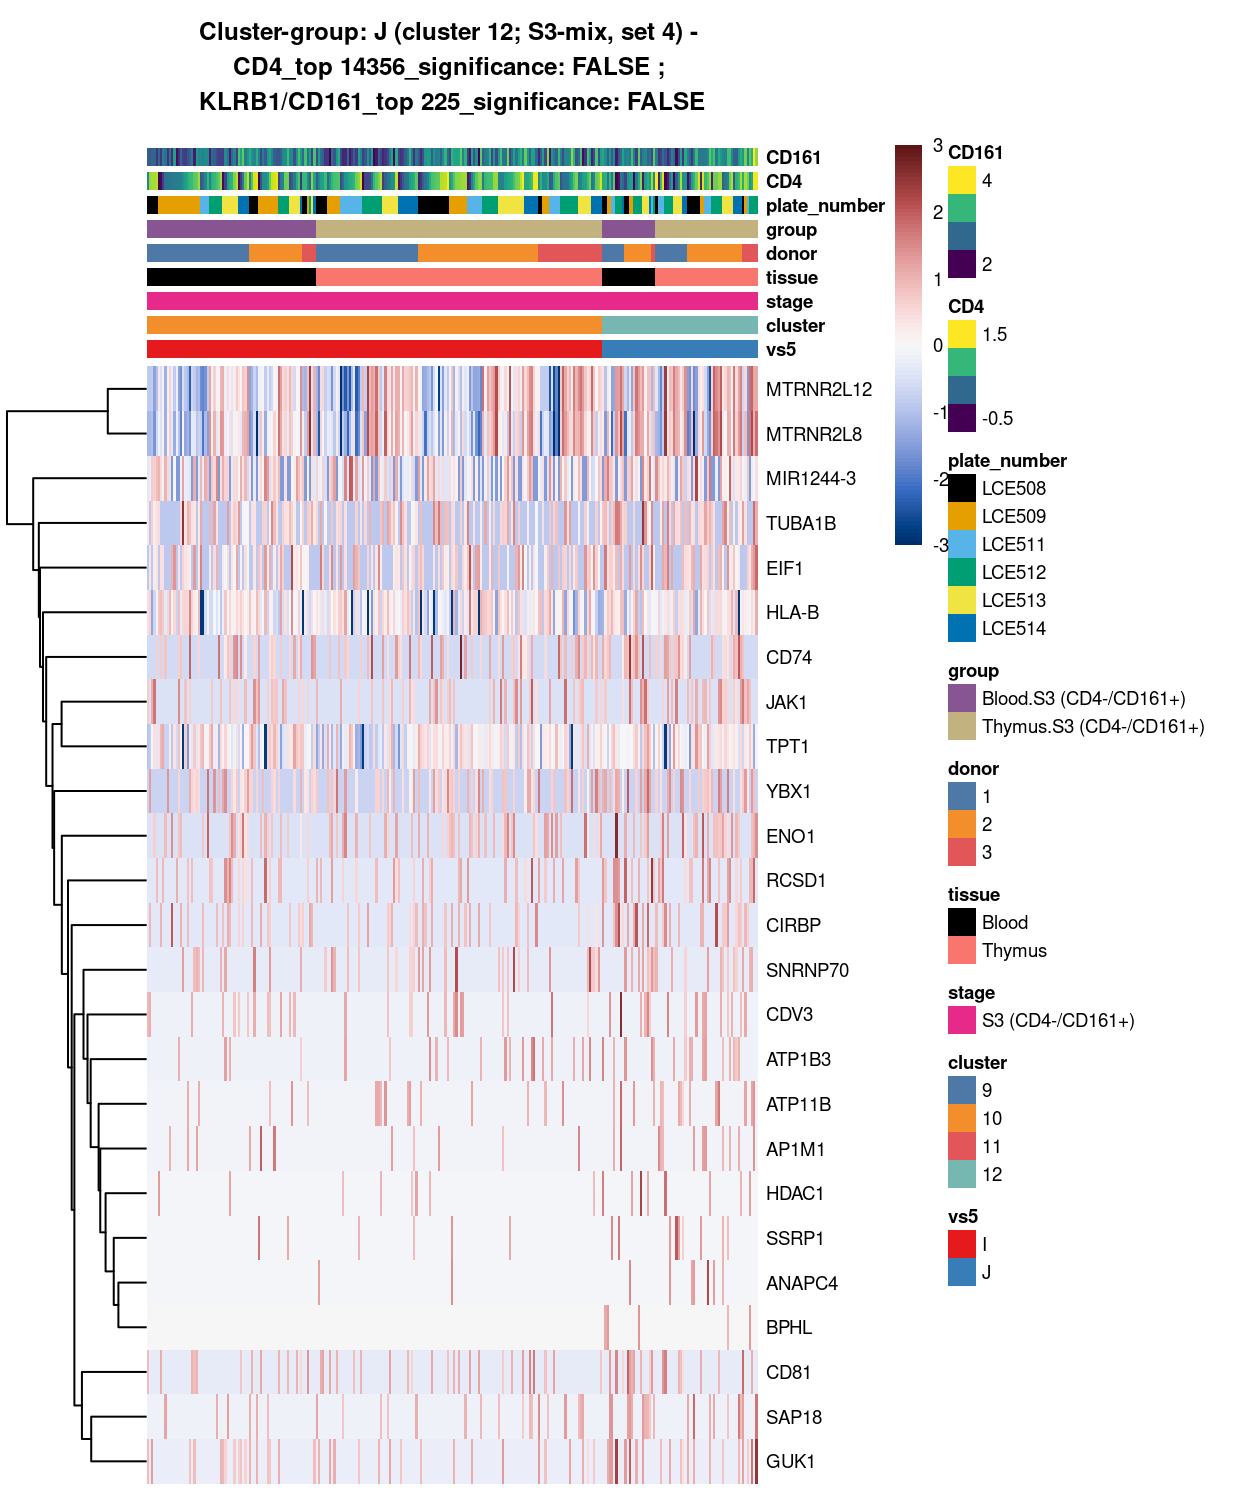 Cluster-group: J (cluster 12; S3-mix, set 4) -
CD4_top 14356_significance: FALSE ;
KLRB1/CD161_top 225_significance: FALSE
CD161
CD4
plate_number
group
donor
tissue
stage
cluster
vs5
MTRNR2L12
MTRNR2L8
MIR1244-3
TUBA1B
EIF1
HLA-B
CD74
JAK1
TPT1
YBX1
ENO1
RCSD1
CIRBP
SNRNP70
CDV3
ATP1B3
ATP11B
AP1M1
HDAC1
SSRP1
ANAPC4
BPHL
CD81
SAP18
GUK1
3
2
1
0
-1
-2
-3
CD161
4
2
CD4
1.5
-0.5
plate_number
LCE508
LCE509
LCE511
LCE512
LCE513
LCE514
group
Blood.S3 (CD4-/CD161+)
Thymus.S3 (CD4-/CD161+)
donor
1
2
3
tissue
Blood
Thymus
stage
S3 (CD4-/CD161+)
cluster
9
10
11
12
vs5
I
J